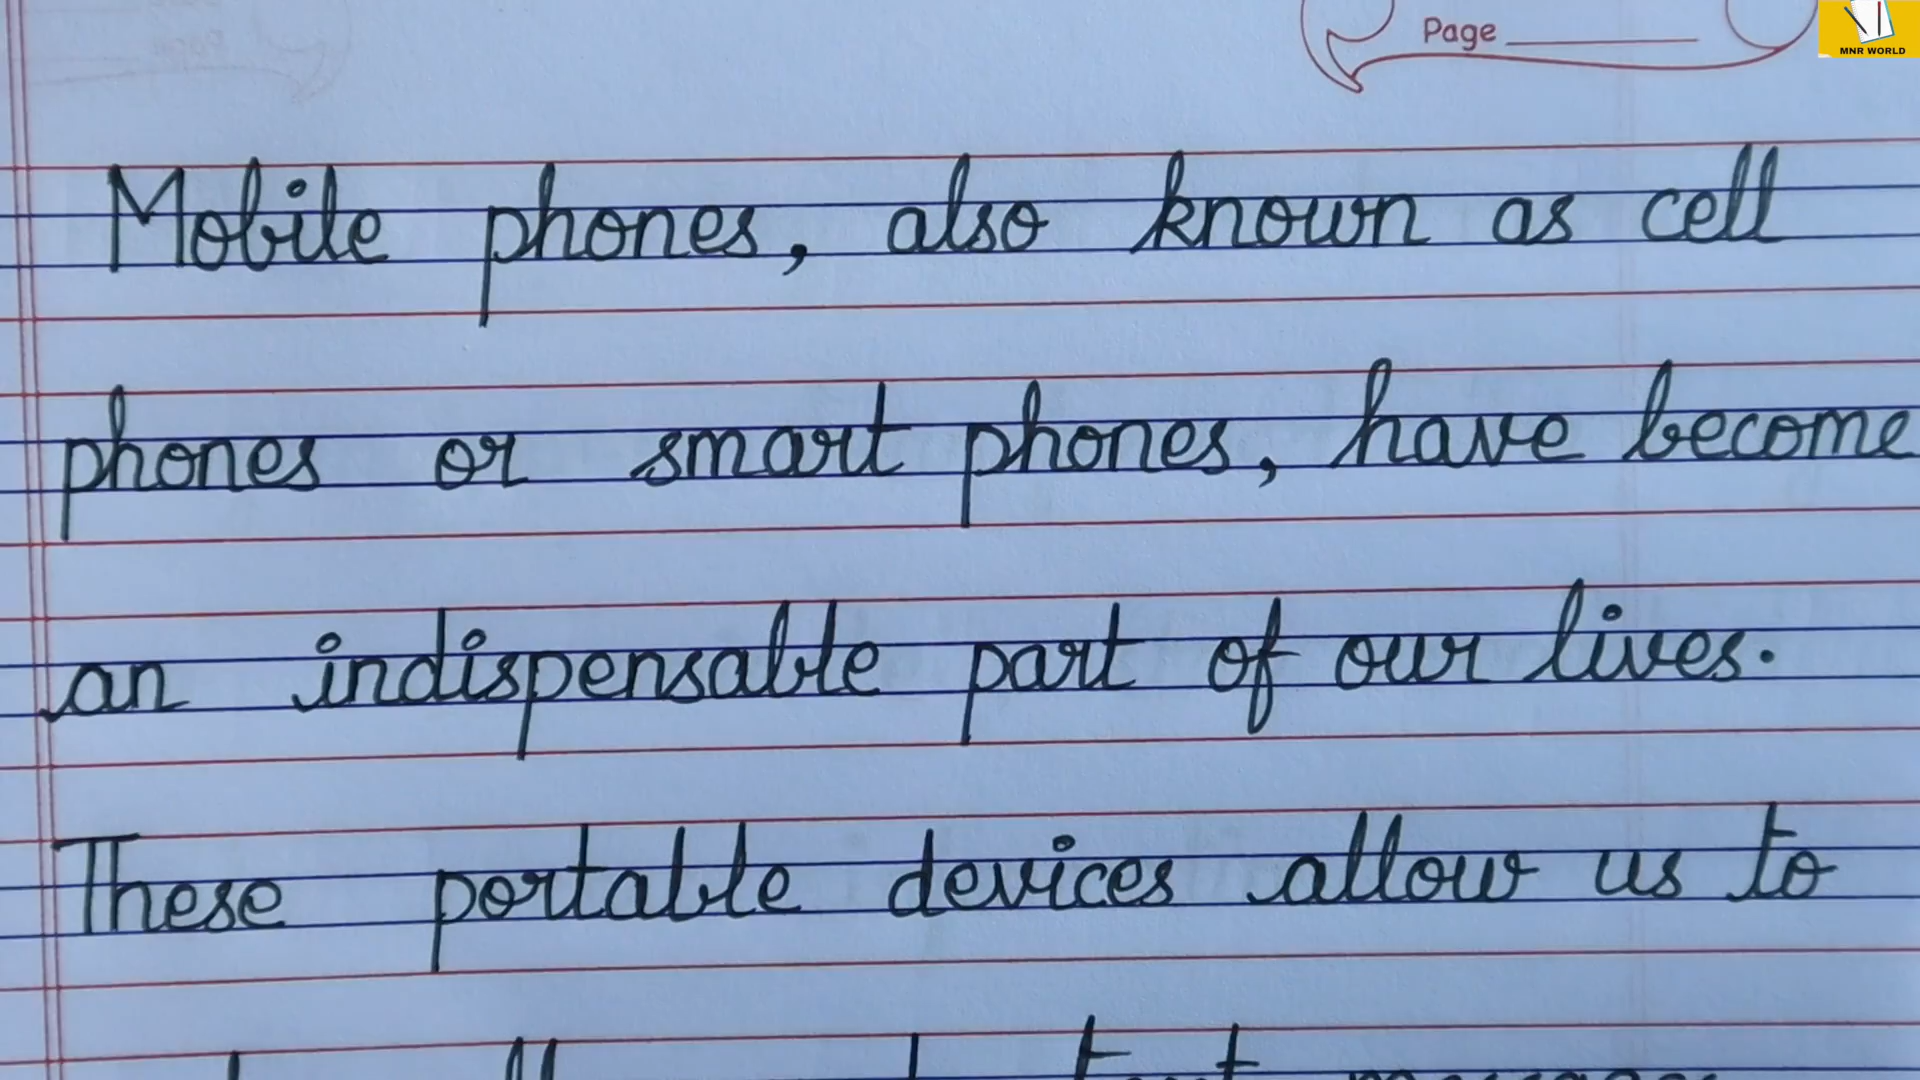 Page
MNR WORLD
Mobile phones, also known as cell
phones or smart phones, have become
an indispensable part of our lives.
These portable devices allow us to